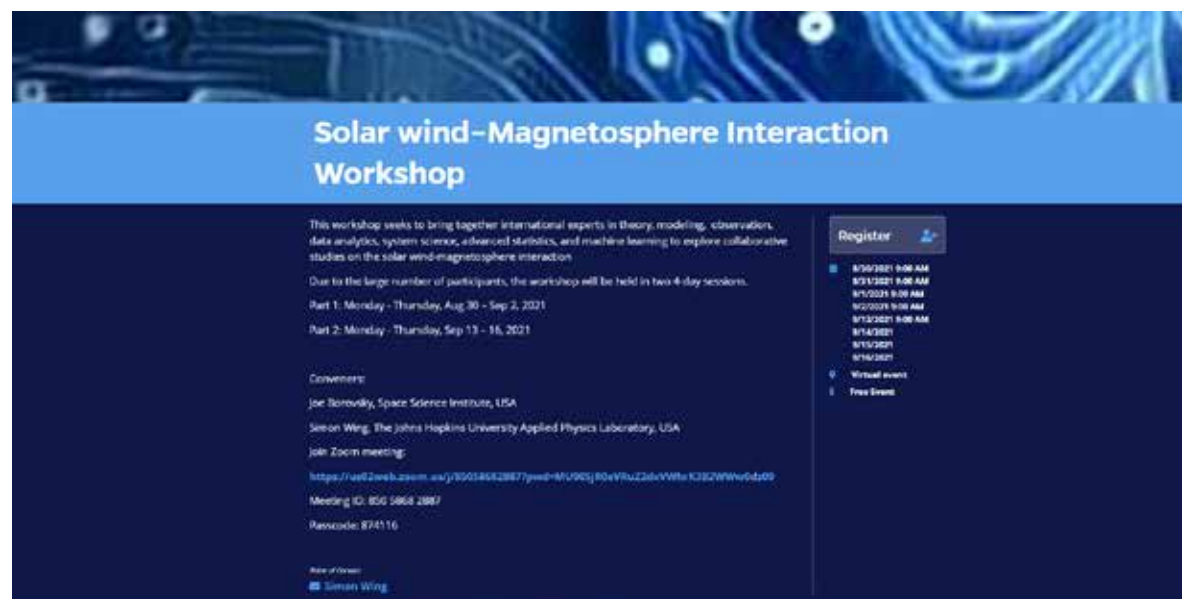 Solar wind–Magnetosphere Interaction
Workshop
This workshop seeks to bring together international experts in theory, modeling, observation,
data analytics, system science, advanced statistics, and machine learning to explore collaborative
studies on the solar wind-magnetosphere interaction
Due to the large number of participants, the workshop will be held in two 4-day sessions.
Part 1: Monday - Thursday, Aug 30 – Sep 2, 2021
Part 2: Monday - Thursday, Sep 13 – 16, 2021
Conveners:
Joe Borovsky, Space Science Institute, USA
Simon Wing, The Johns Hopkins University Applied Physics Laboratory, USA
Join Zoom meeting:
Meeting ID: 850 5868 2887
Passcode: 874116
Point of Contact
Simon Wing
Register
8/30/2021 9:00 AM
8/31/2021 9:00 AM
9/1/2021 9:00 AM
9/2/2021 9:00 AM
9/13/2021 9:00 AM
9/14/2021
9/15/2021
9/16/2021
Virtual event
Free Event